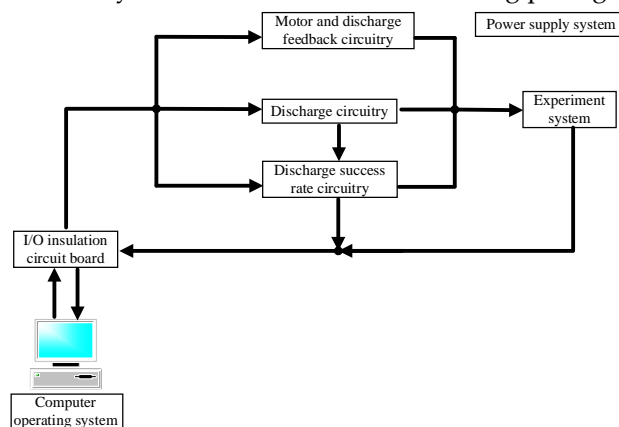 Motor and discharge
feedback circuitry
Power supply system
Discharge circuitry
Experiment
system
Discharge success
rate circuitry
I/O insulation
circuit board
Computer
operating system